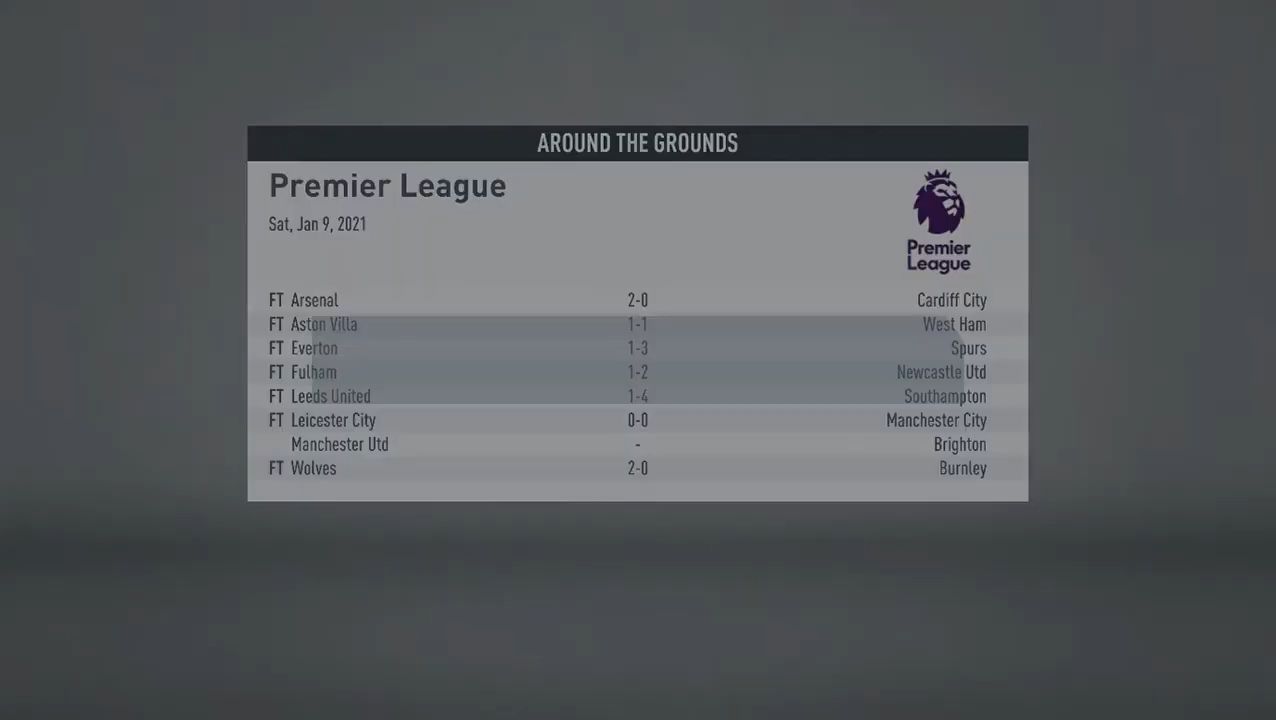 AROUND THE GROUNDS
Premier League
Sat, Jan 9, 2021
Premier
League
FT Arsenal 2-0 Cardiff City
FT Aston Villa 1-1 West Ham
FT Everton 1-3 Spurs
FT Fulham 1-2 Newcastle Utd
FT Leeds United 1-4 Southampton
FT Leicester City 0-0 Manchester City
Manchester Utd - Brighton
FT Wolves 2-0 Burnley